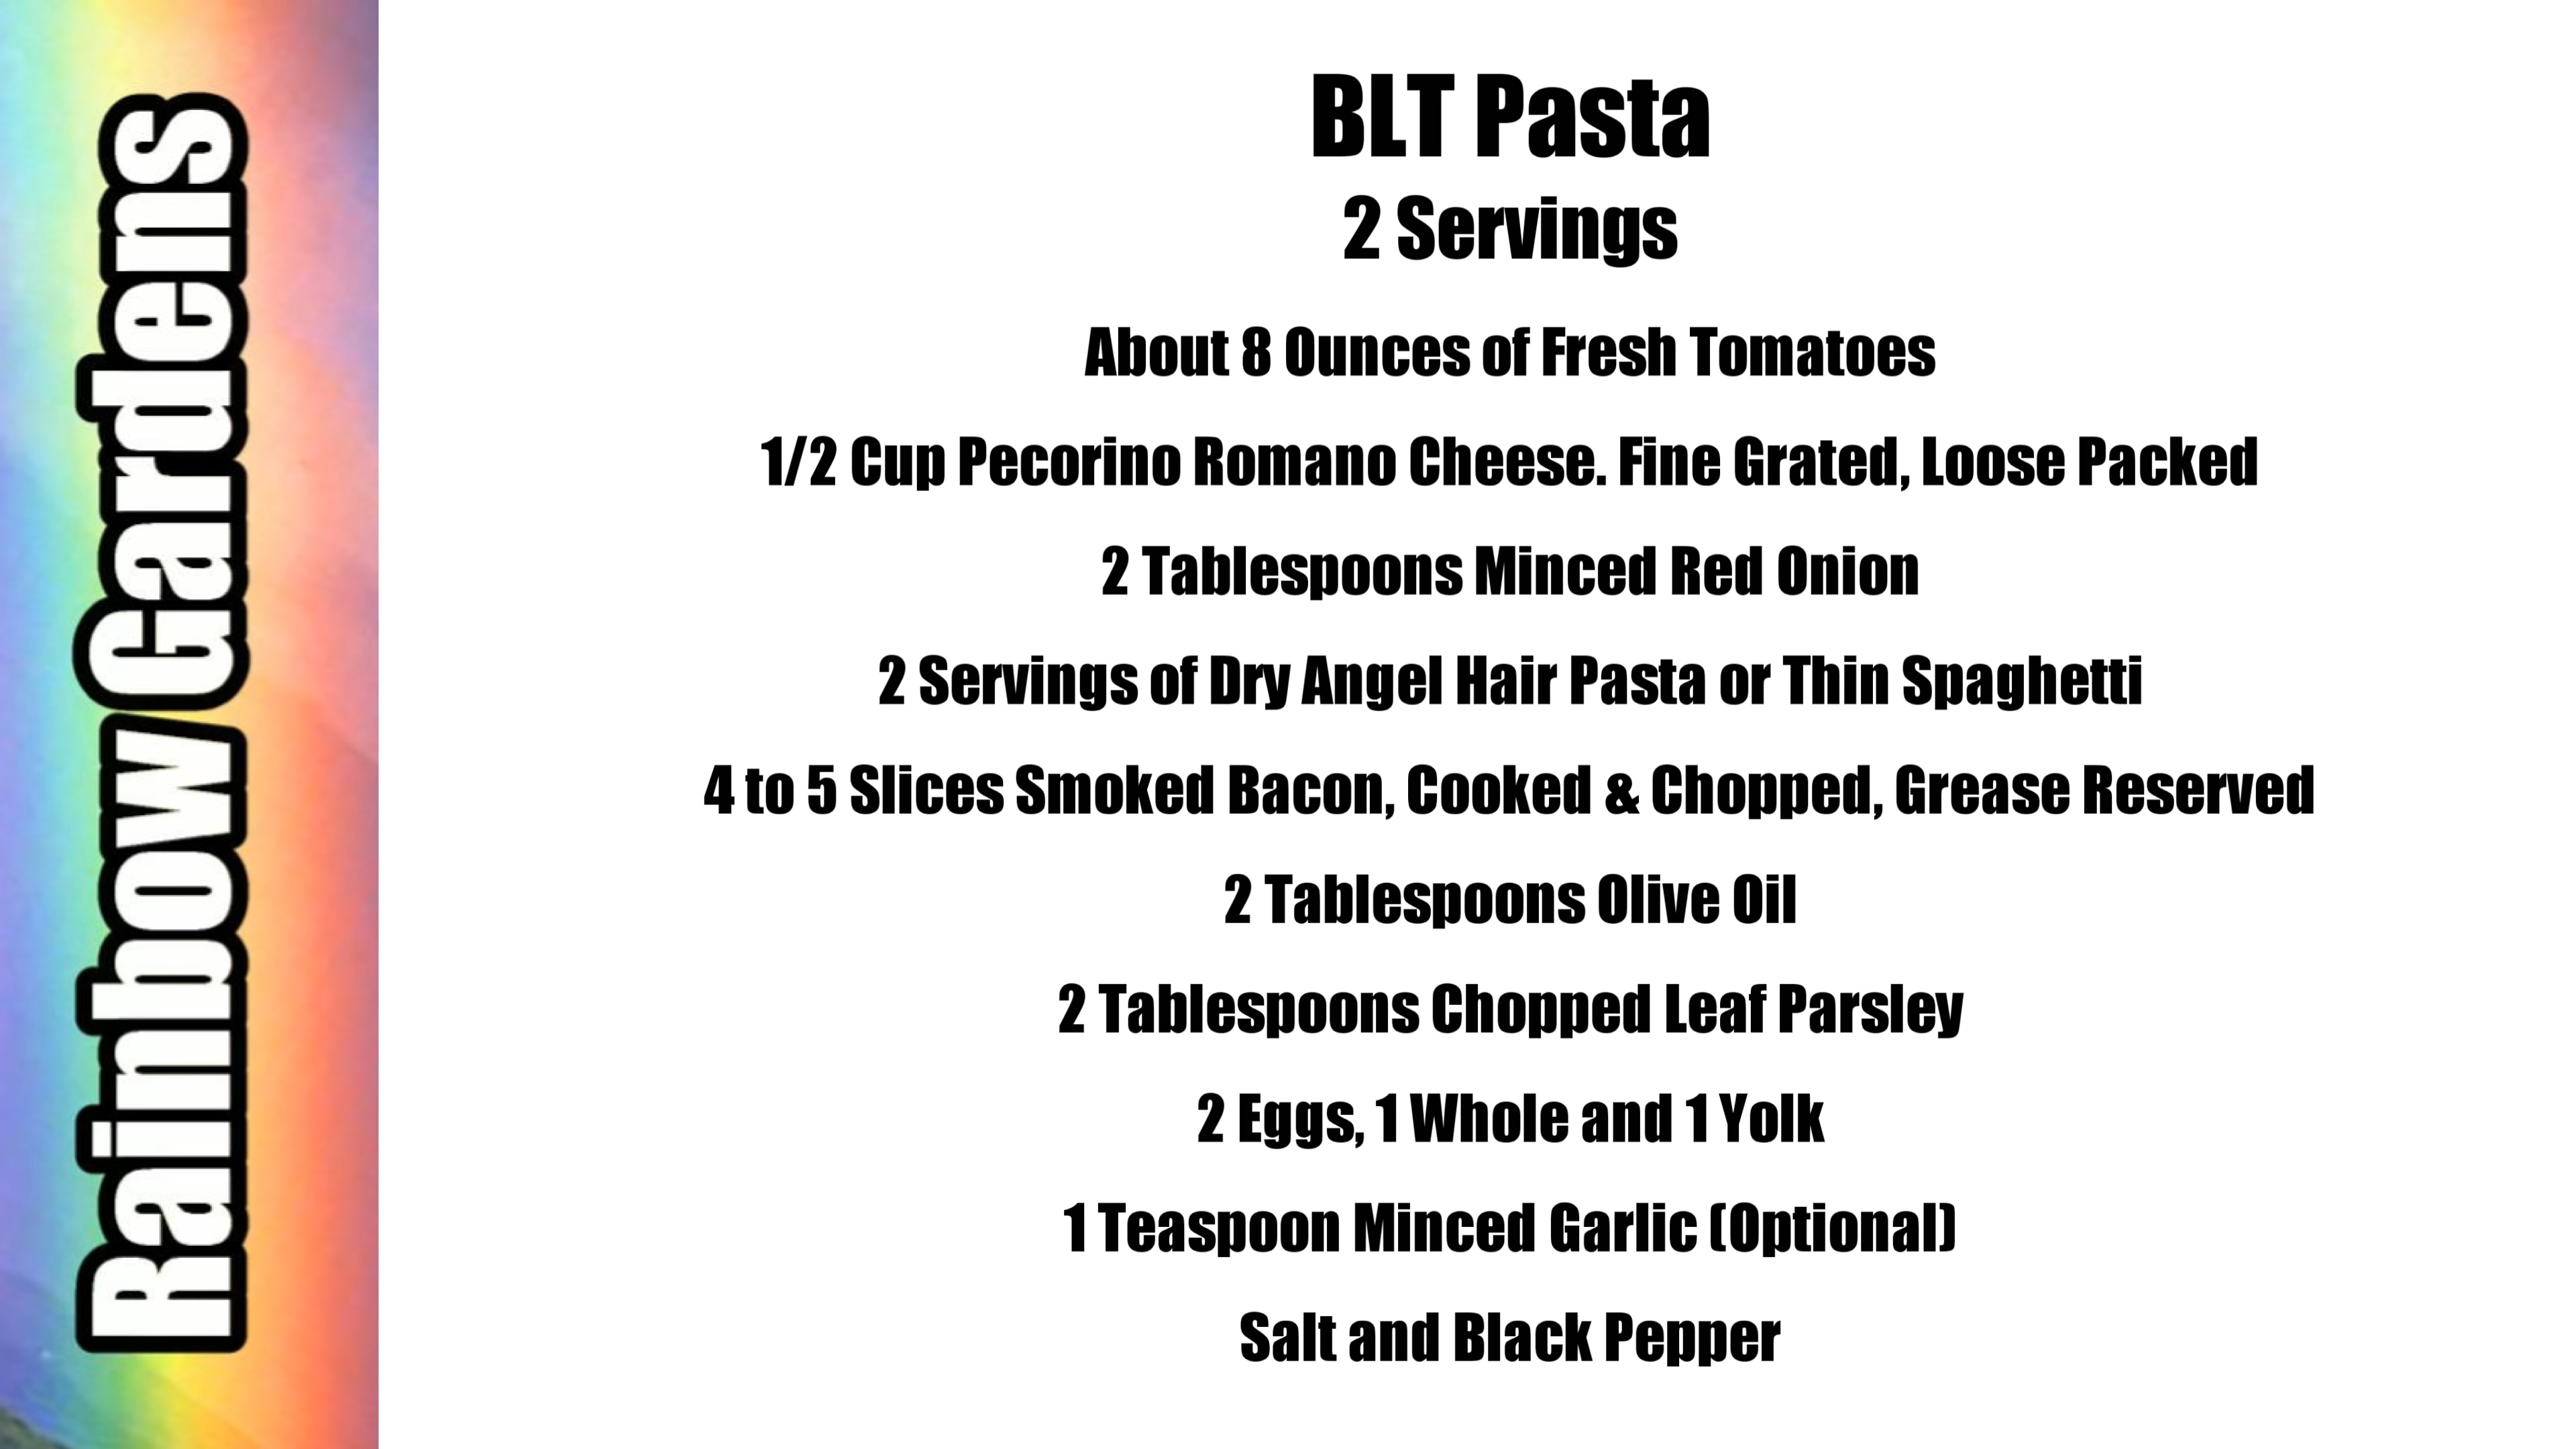 Rainbow Gardens
BLT Pasta
2 Servings
About 8 Ounces of Fresh Tomatoes
1/2 Cup Pecorino Romano Cheese. Fine Grated, Loose Packed
2 Tablespoons Minced Red Onion
2 Servings of Dry Angel Hair Pasta or Thin Spaghetti
4 to 5 Slices Smoked Bacon, Cooked & Chopped, Grease Reserved
2 Tablespoons Olive Oil
2 Tablespoons Chopped Leaf Parsley
2 Eggs, 1 Whole and 1 Yolk
1 Teaspoon Minced Garlic (Optional)
Salt and Black Pepper